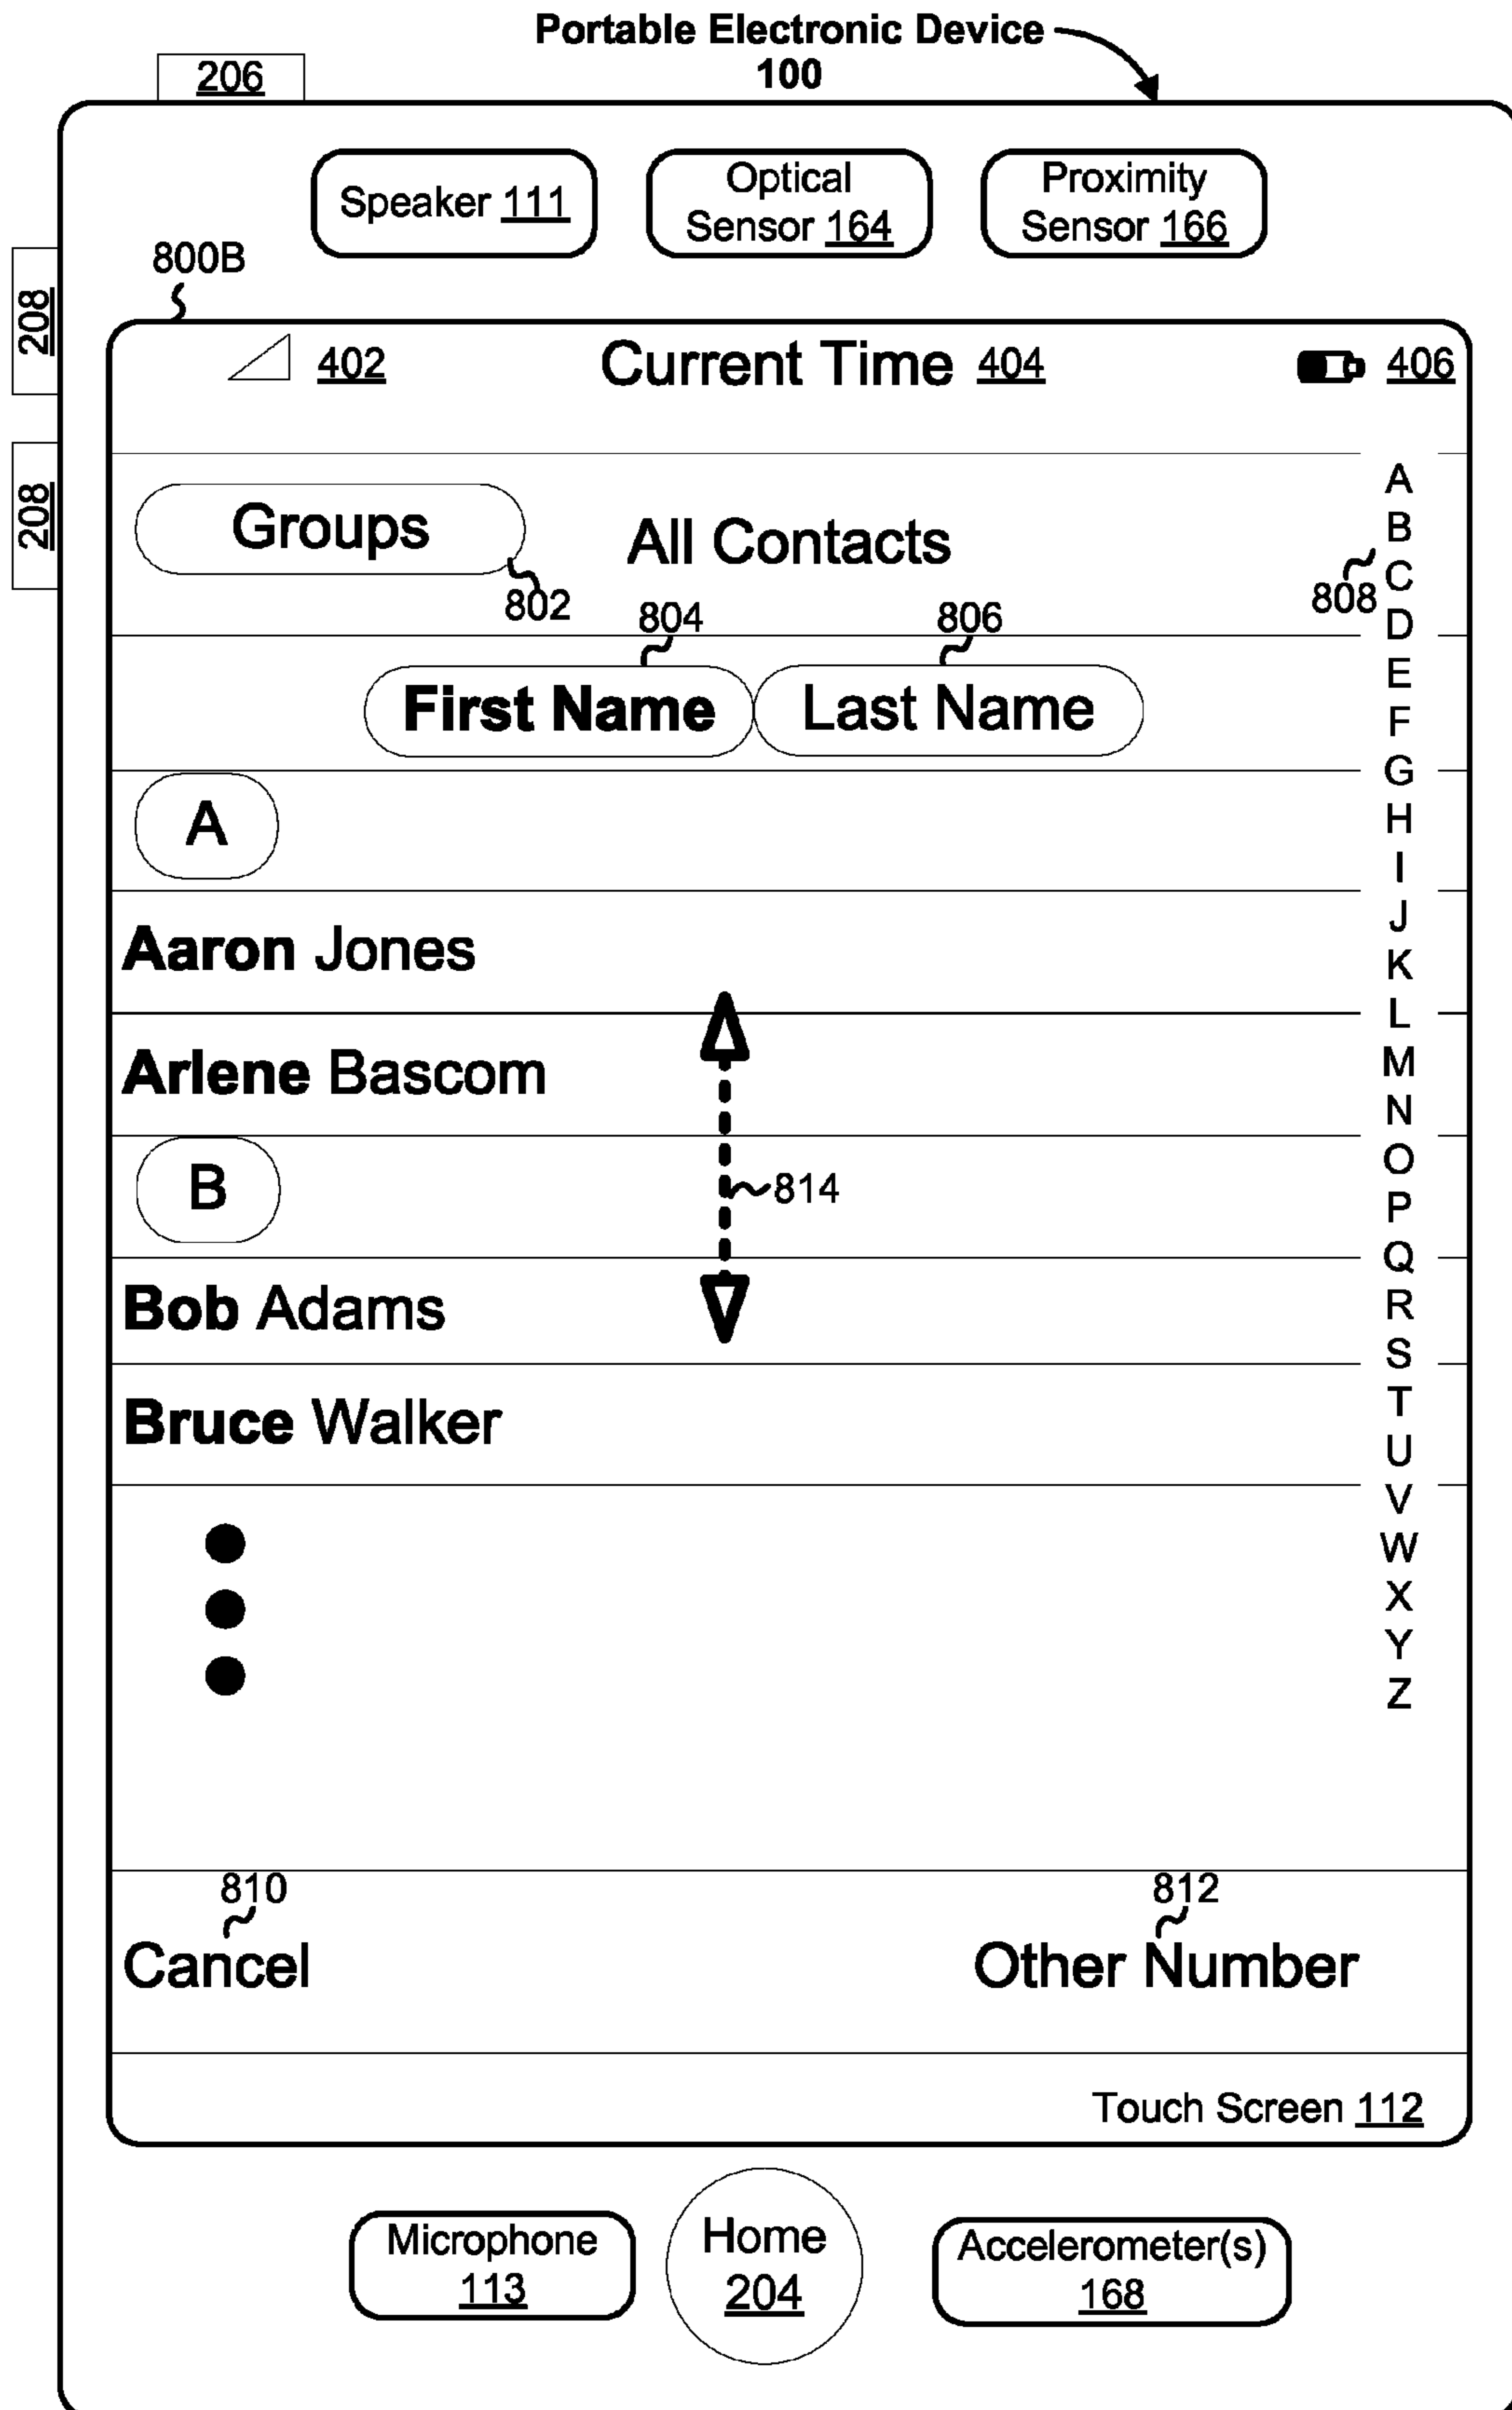 Portable Electronic Device
100
206
Speaker 111
Optical
Sensor 164
Proximity
Sensor 166
800B
208
208
402
Current Time 404
406
Groups
802
All Contacts
808
804
806
First Name
Last Name
A
Aaron Jones
Arlene Bascom
B
814
Bob Adams
Bruce Walker
A
B
C
D
E
F
G
H
I
J
K
L
M
N
O
P
Q
R
S
T
U
V
W
X
Y
Z
810
812
Cancel
Other Number
Touch Screen 112
Microphone
113
Home
204
Accelerometer(s)
168